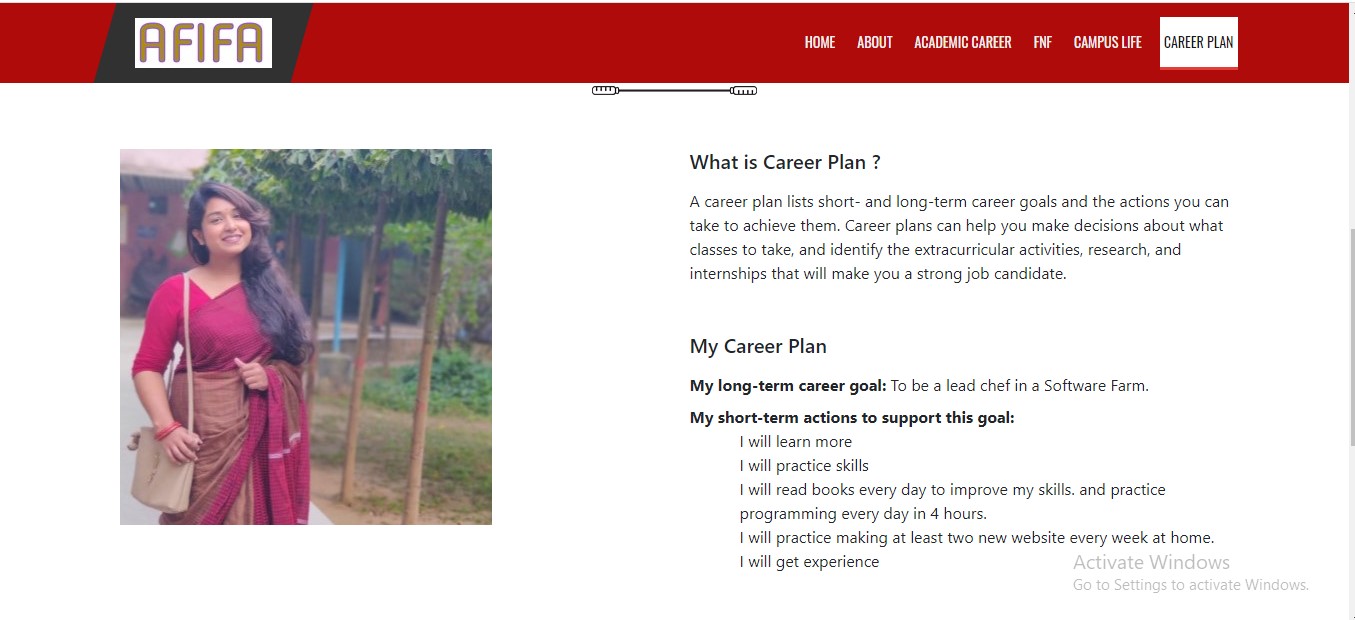 AFIFA
HOME ABOUT ACADEMIC CAREER FNF CAMPUS LIFE CAREER PLAN
What is Career Plan ?
A career plan lists short- and long-term career goals and the actions you can
take to achieve them. Career plans can help you make decisions about what
classes to take, and identify the extracurricular activities, research, and
internships that will make you a strong job candidate.
My Career Plan
My long-term career goal: To be a lead chef in a Software Farm.
My short-term actions to support this goal:
I will learn more
I will practice skills
I will read books every day to improve my skills. and practice
programming every day in 4 hours.
I will practice making at least two new website every week at home.
I will get experience
Activate Windows
Go to Settings to activate Windows.